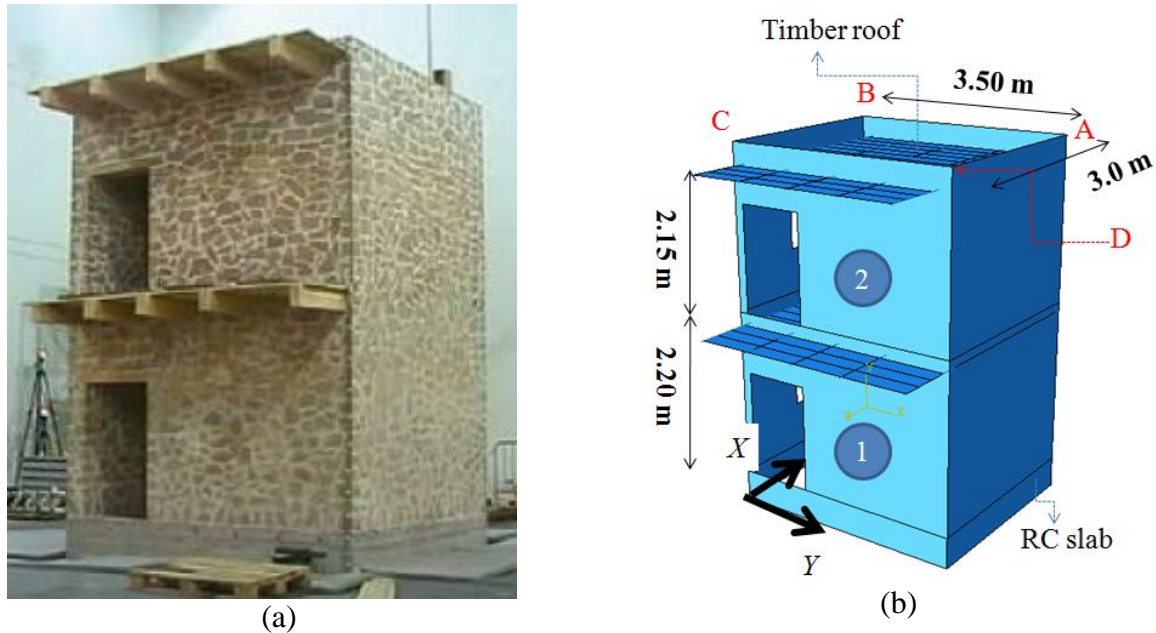 Timber roof
3.50 m
B
C
A
3.0 m
D
2.15 m
2
2.20 m
Y
z
x
1
X
Y
RC slab
(a)
(b)